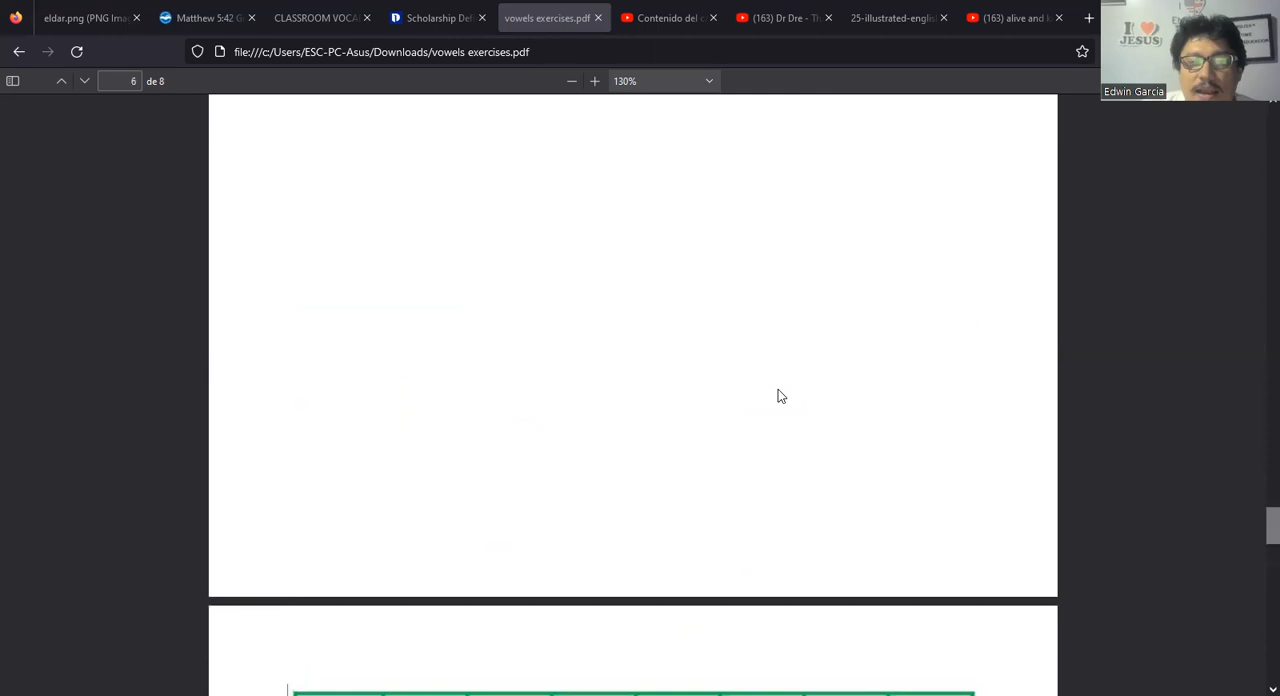 eldar.png (PNG Ima
Matthew 5:42 G
CLASSROOM VOCA
Scholarship Def
vowels exercises.pdf
Contenido del c
(163) Dr Dre - Th
25-illustrated-englis
(163) alive and k
file:///c:/Users/ESC-PC-Asus/Downloads/vowels exercises.pdf
6 de 8
130%
I
JESUS
Edwin Garcia